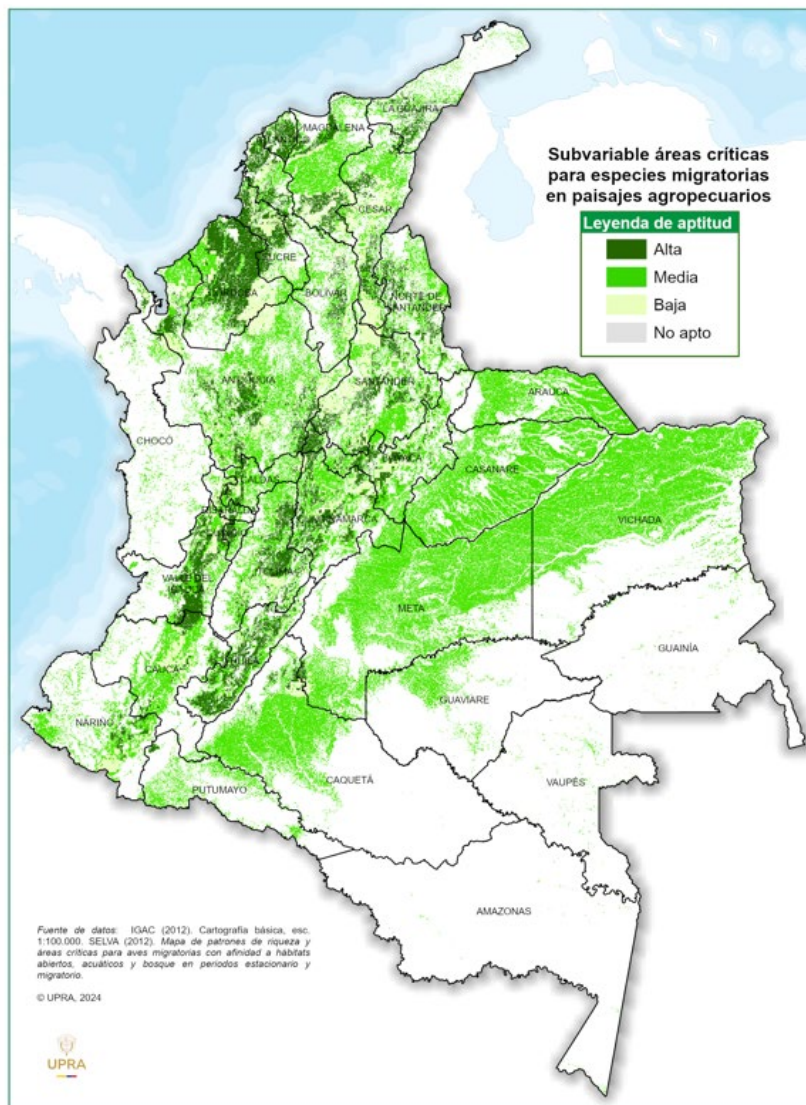 Subvariable áreas críticas
para especies migratorias
en paisajes agropecuarios
Leyenda de aptitud
Alta
Media
Baja
No apto
LA GUAJIRA
MAGDALENA
CESAR
SUCRE
BOLÍVAR
NORTE DE
SANTANDER
ANTIOQUIA
SANTANDER
ARAUCA
CHOCÓ
CASANARE
CALDAS
VICHADA
VALLE DEL
META
GUAINÍA
CAUCA
HUILA
GUAVIARE
NARIÑO
VAUPÉS
CAQUETÁ
PUTUMAYO
AMAZONAS
Fuente de datos: IGAC (2012). Cartografía básica, esc.
1:100.000. SELVA (2012). Mapa de patrones de riqueza y
áreas críticas para aves migratorias con afinidad a hábitats
abiertos, acuáticos y bosque en periodos estacionario y
migratorio.
© UPRA, 2024
UPRA